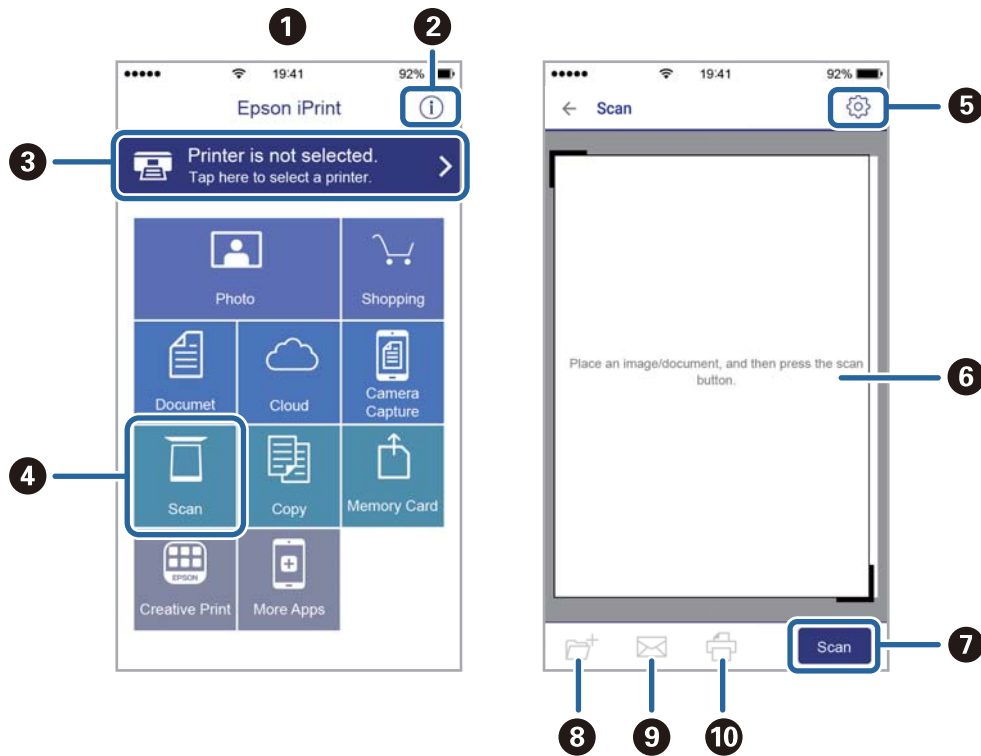 1
2
19:41
92%
Epson iPrint
3
Printer is not selected.
Tap here to select a printer.
Photo
Shopping
Documet
Cloud
Camera
Capture
4
Scan
Copy
Memory Card
EPSON
Creative Print
More Apps
19:41
92%
Scan
5
Place an image/document, and then press the scan
button.
6
Scan
7
8
9
10